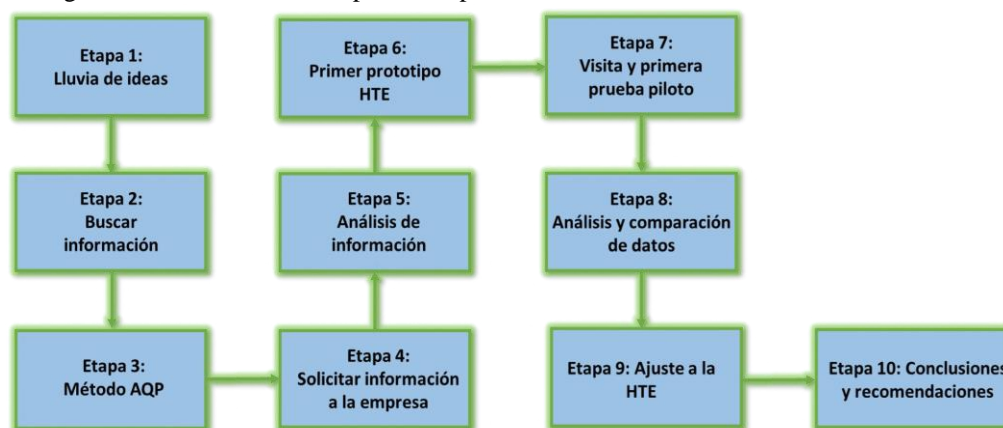 Etapa 1:
Lluvia de ideas
Etapa 2:
Buscar
información
Etapa 3:
Método AQP
Etapa 4:
Solicitar información
a la empresa
Etapa 5:
Análisis de
información
Etapa 6:
Primer prototipo
HTE
Etapa 7:
Visita y primera
prueba piloto
Etapa 8:
Análisis y comparación
de datos
Etapa 9: Ajuste a la
HTE
Etapa 10: Conclusiones
y recomendaciones